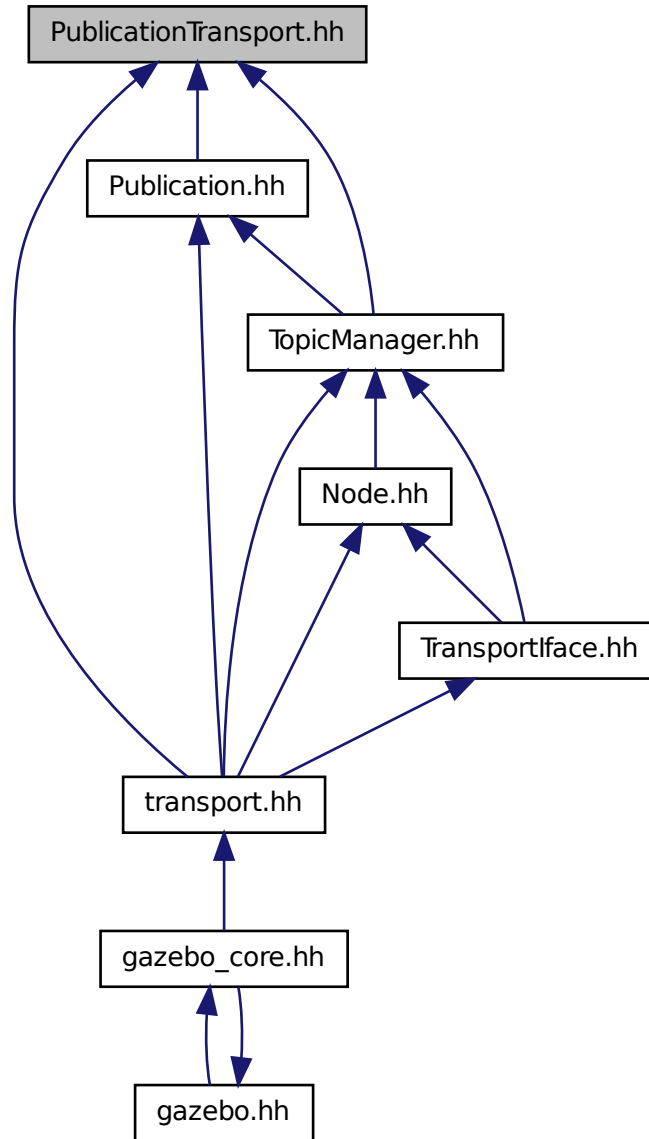 PublicationTransport.hh
Publication.hh
TopicManager.hh
Node.hh
TransportIface.hh
transport.hh
gazebo_core.hh
gazebo.hh